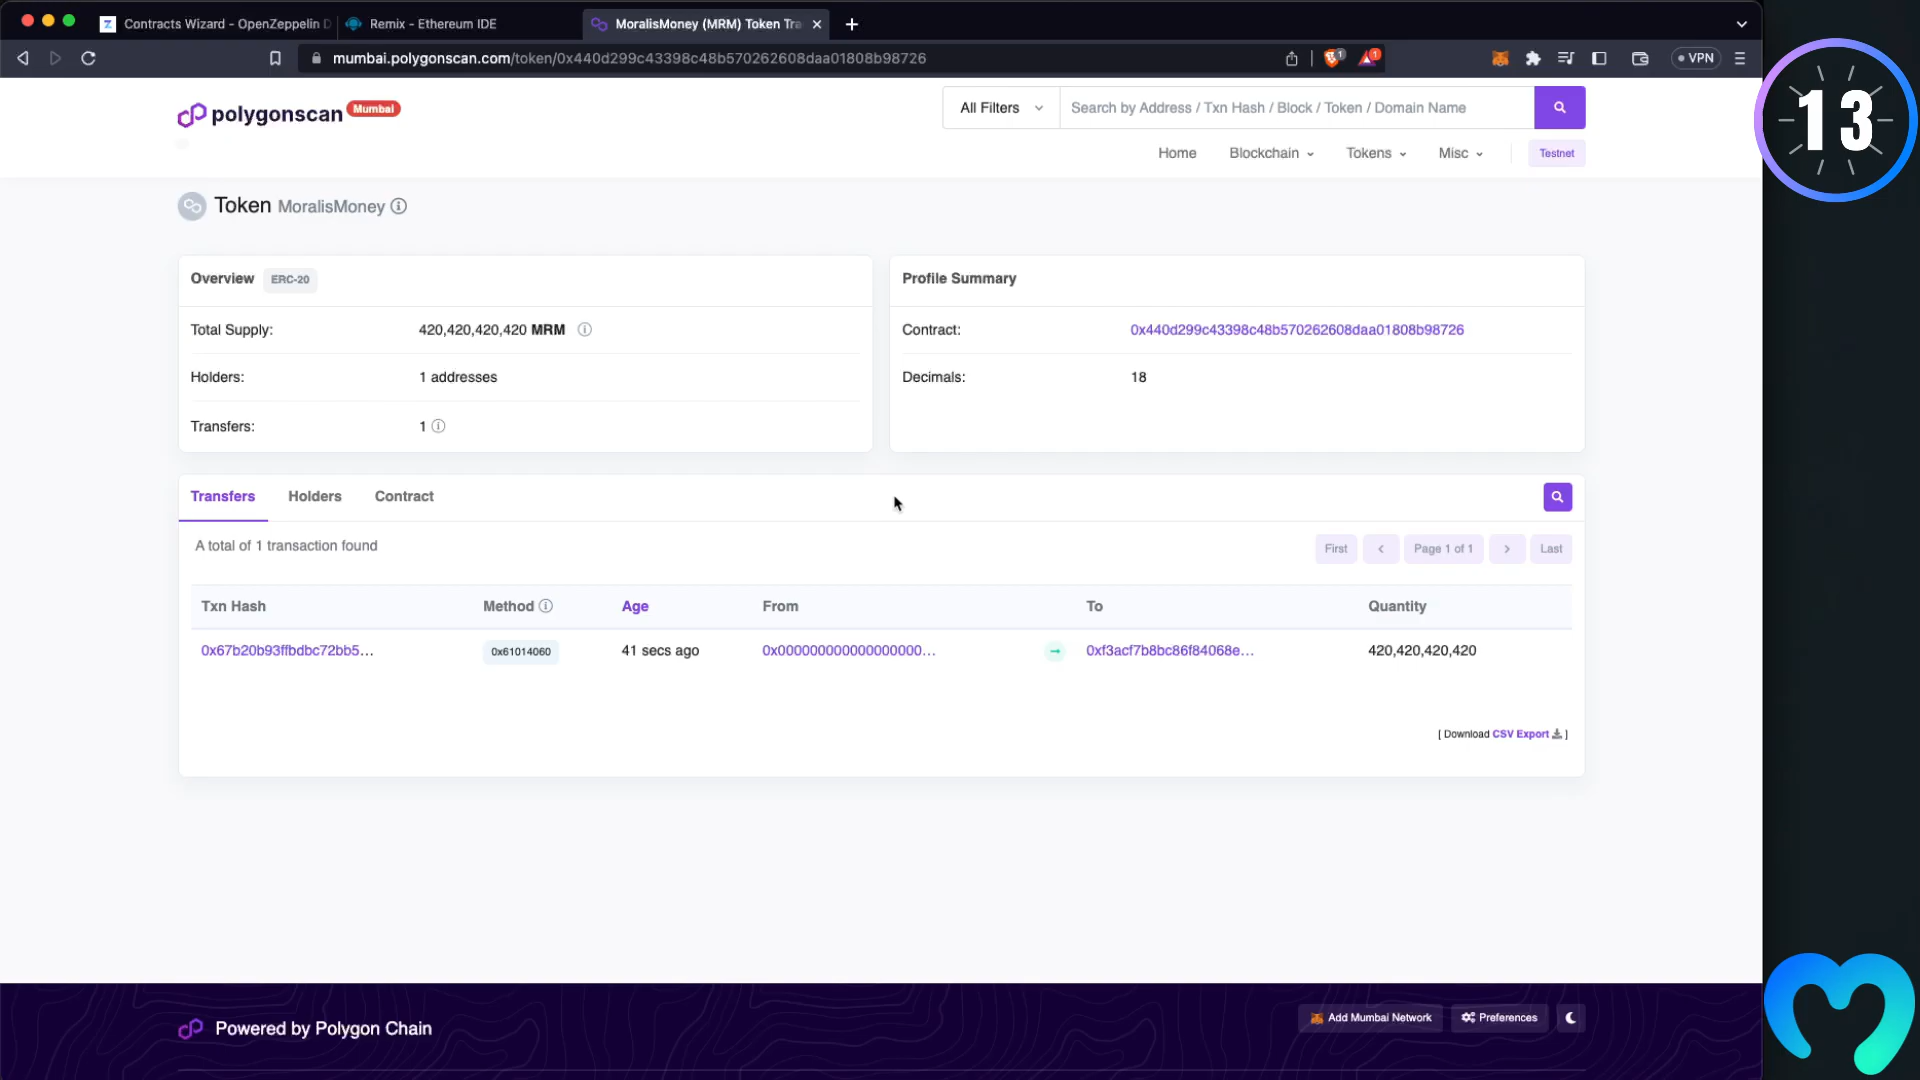 Contracts Wizard - OpenZeppelin D
Remix - Ethereum IDE
MoralisMoney (MRM) Token Tra
mumbai.polygonscan.com/token/0x440d299c43398c48b570262608daa01808b98726
1
1
VPN
13
polygonscan Mumbai
All Filters
Search by Address / Txn Hash / Block / Token / Domain Name
Home
Blockchain
Tokens
Misc
Testnet
Token MoralisMoney
Overview ERC-20
Total Supply: 420,420,420,420 MRM
Holders: 1 addresses
Transfers: 1
Profile Summary
Contract: 0x440d299c43398c48b570262608daa01808b98726
Decimals: 18
Transfers Holders Contract
A total of 1 transaction found
First
Page 1 of 1
Last
Txn Hash Method Age From To Quantity
0x67b20b93ffbdbc72bb5... 0x61014060 41 secs ago 0x000000000000000000... 0xf3acf7b8bc86f84068e... 420,420,420,420
[ Download CSV Export ]
Powered by Polygon Chain
Add Mumbai Network
Preferences